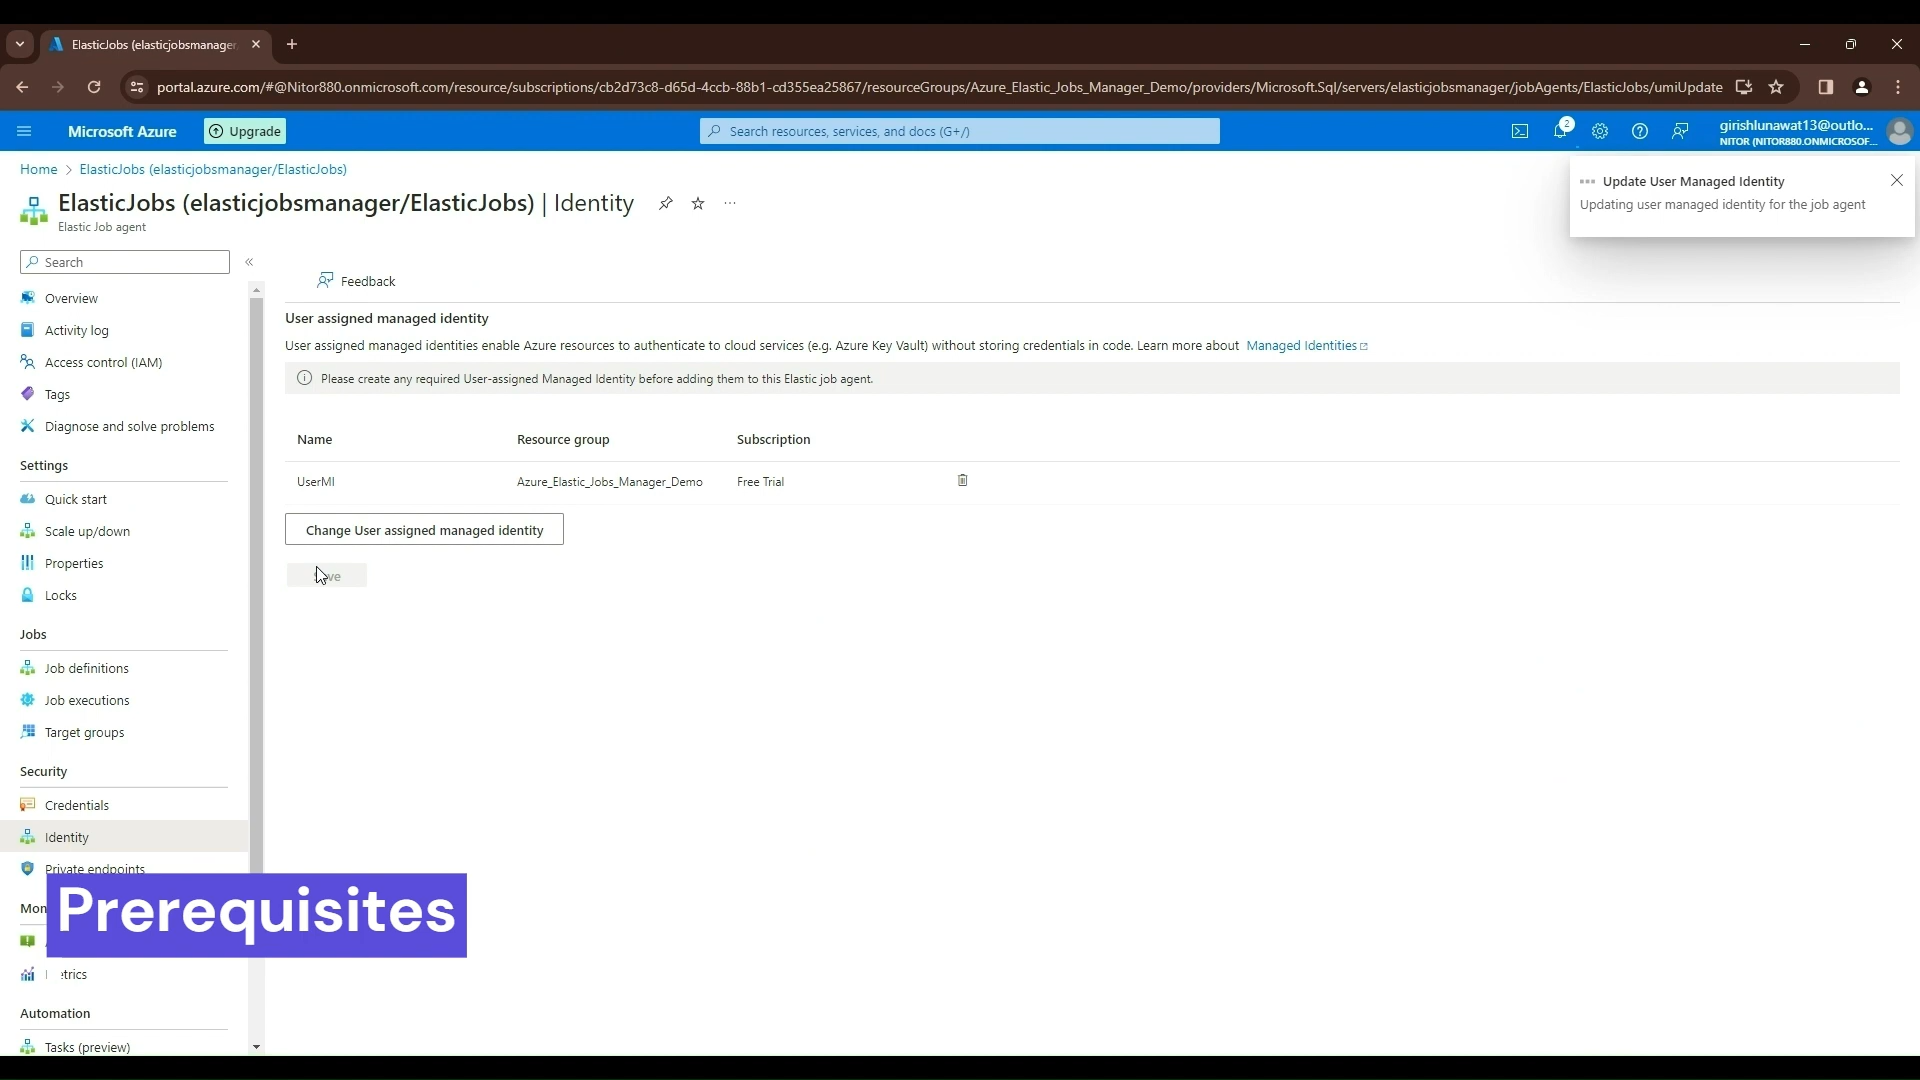 ElasticJobs (elasticjobsmanager
portal.azure.com/#@Nitor880.onmicrosoft.com/resource/subscriptions/cb2d73c8-d65d-4ccb-88b1-cd355ea25867/resourceGroups/Azure_Elastic_Jobs_Manager_Demo/providers/Microsoft.Sql/servers/elasticjobsmanager/jobAgents/ElasticJobs/umiUpdate
Microsoft Azure
Upgrade
Search resources, services, and docs (G+/)
2
girishlunawat13@outlo...
NITOR (NITOR880.ONMICROSOF...
Home > ElasticJobs (elasticjobsmanager/ElasticJobs)
ElasticJobs (elasticjobsmanager/ElasticJobs) | Identity
Elastic Job agent
Update User Managed Identity
Updating user managed identity for the job agent
Search
Overview
Activity log
Access control (IAM)
Tags
Diagnose and solve problems
Settings
Quick start
Scale up/down
Properties
Locks
Jobs
Job definitions
Job executions
Target groups
Security
Credentials
Identity
Private endpoints
Mon
etrics
Automation
Tasks (preview)
Feedback
User assigned managed identity
User assigned managed identities enable Azure resources to authenticate to cloud services (e.g. Azure Key Vault) without storing credentials in code. Learn more about Managed Identities
Please create any required User-assigned Managed Identity before adding them to this Elastic job agent.
Name Resource group Subscription
UserMI Azure_Elastic_Jobs_Manager_Demo Free Trial
Change User assigned managed identity
Prerequisites